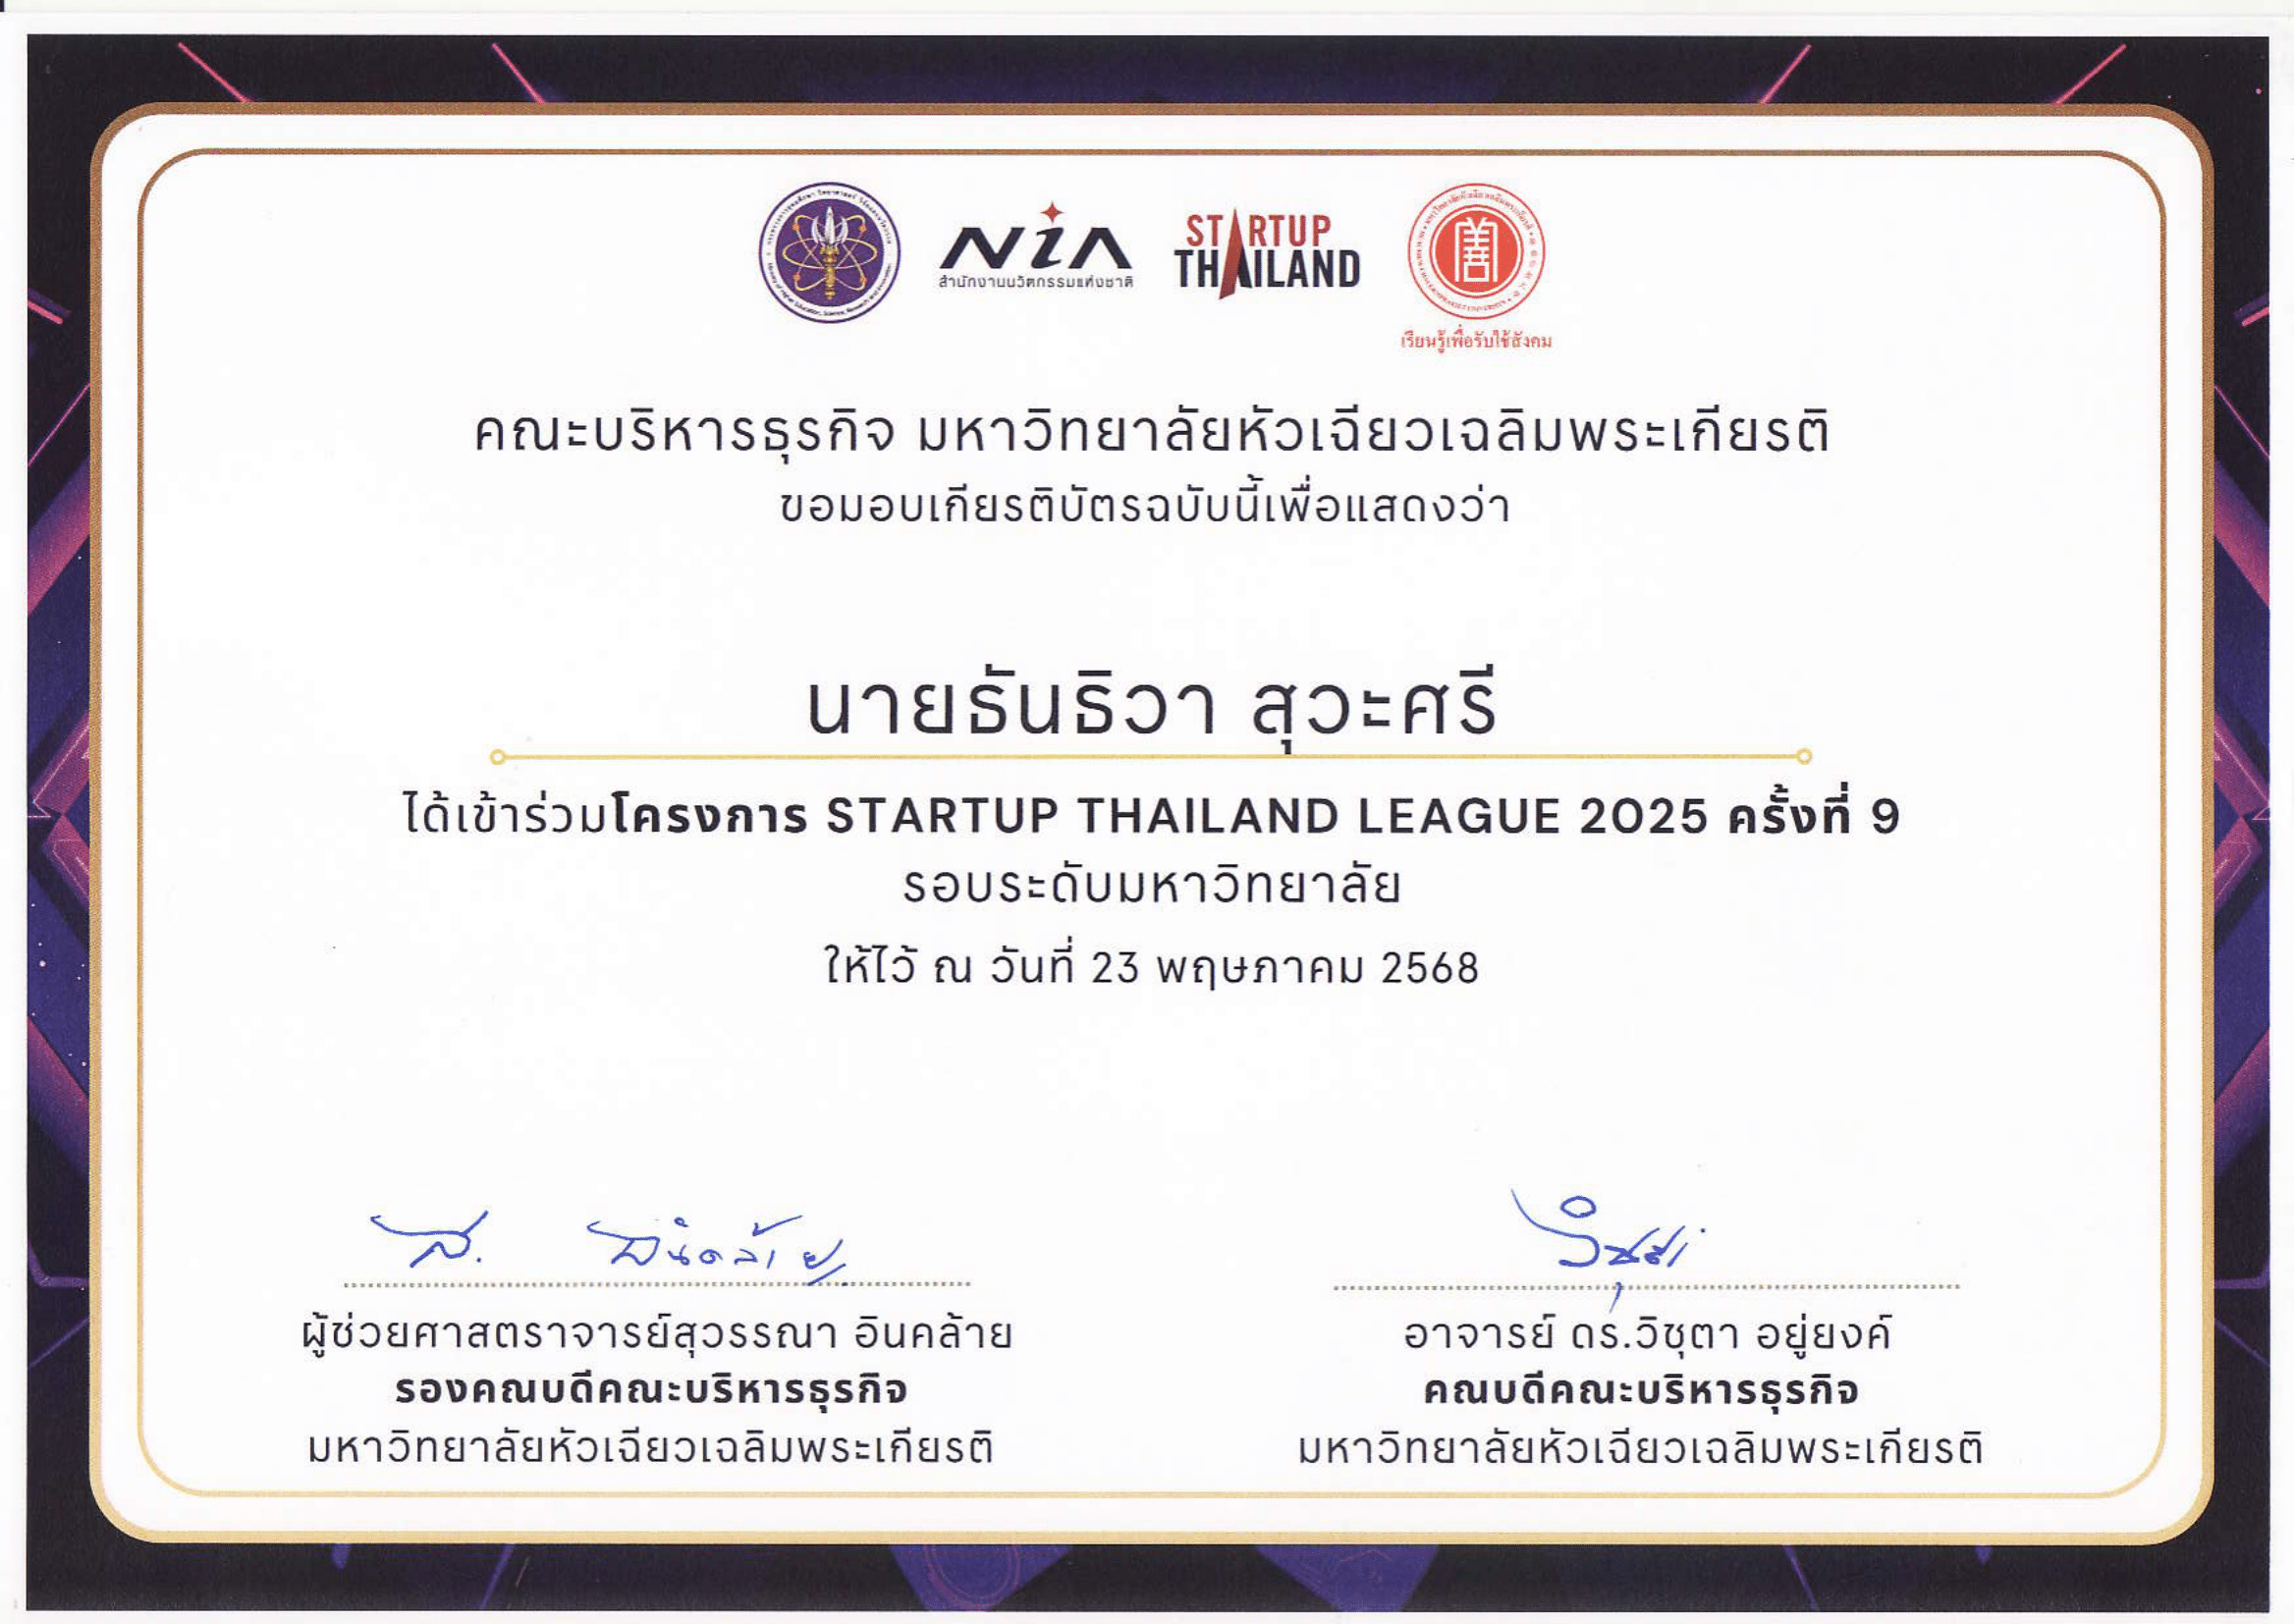 NiA
สำนักงานนวัตกรรมแห่งชาติ
STARTUP
THAILAND
เรียนรู้เพื่อรับใช้สังคม
คณะบริหารธุรกิจ มหาวิทยาลัยหัวเฉียวเฉลิมพระเกียรติ
ขอมอบเกียรติบัตรฉบับนี้เพื่อแสดงว่า
นายธันธิวา สุวะศรี
ได้เข้าร่วมโครงการ STARTUP THAILAND LEAGUE 2025 ครั้งที่ 9
รอบระดับมหาวิทยาลัย
ให้ไว้ ณ วันที่ 23 พฤษภาคม 2568
ส. อินคล้าย
วิชุตา
ผู้ช่วยศาสตราจารย์สุวรรณา อินคล้าย
รองคณบดีคณะบริหารธุรกิจ
มหาวิทยาลัยหัวเฉียวเฉลิมพระเกียรติ
อาจารย์ ดร.วิชุตา อยู่ยงค์
คณบดีคณะบริหารธุรกิจ
มหาวิทยาลัยหัวเฉียวเฉลิมพระเกียรติ